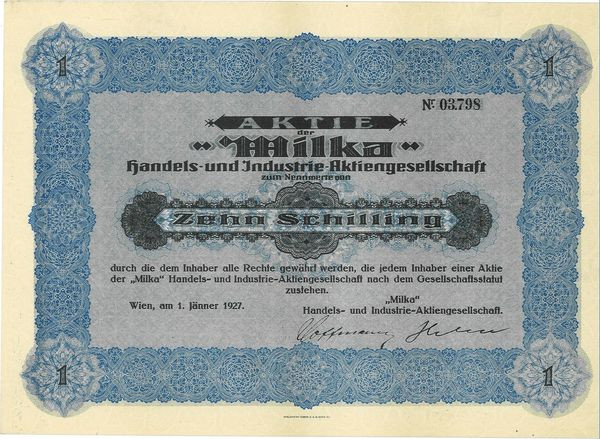 1 1
Nr. 03,798
AKTIE
der
„Milka“
Handels- und Industrie-Aktiengesellschaft
zum Nennwerte von
Zehn Schilling
durch die dem Inhaber alle Rechte gewährt werden, die jedem Inhaber einer Aktie
der „Milka“ Handels- und Industrie-Aktiengesellschaft nach dem Gesellschaftsstatut
zustehen.
Wien, am 1. Jänner 1927.
„Milka“
Handels- und Industrie-Aktiengesellschaft.
1 1